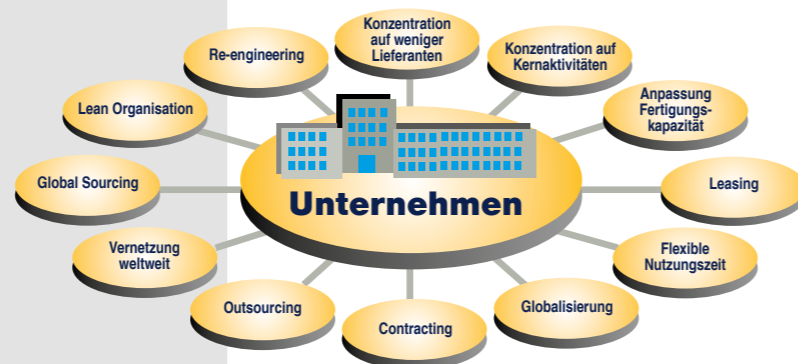 Konzentration
auf weniger
Lieferanten
Re-engineering
Konzentration auf
Kernaktivitäten
Lean Organisation
Anpassung
Fertigungs-
kapazität
Global Sourcing
Unternehmen
Leasing
Vernetzung
weltweit
Flexible
Nutzungszeit
Outsourcing
Contracting
Globalisierung